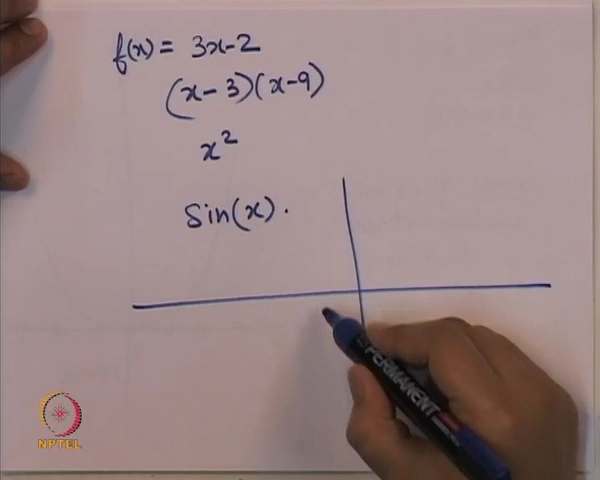 f(x) = 3x-2
(x-3)(x-9)
x²
Sin(x).
PERMANENT
NPTEL